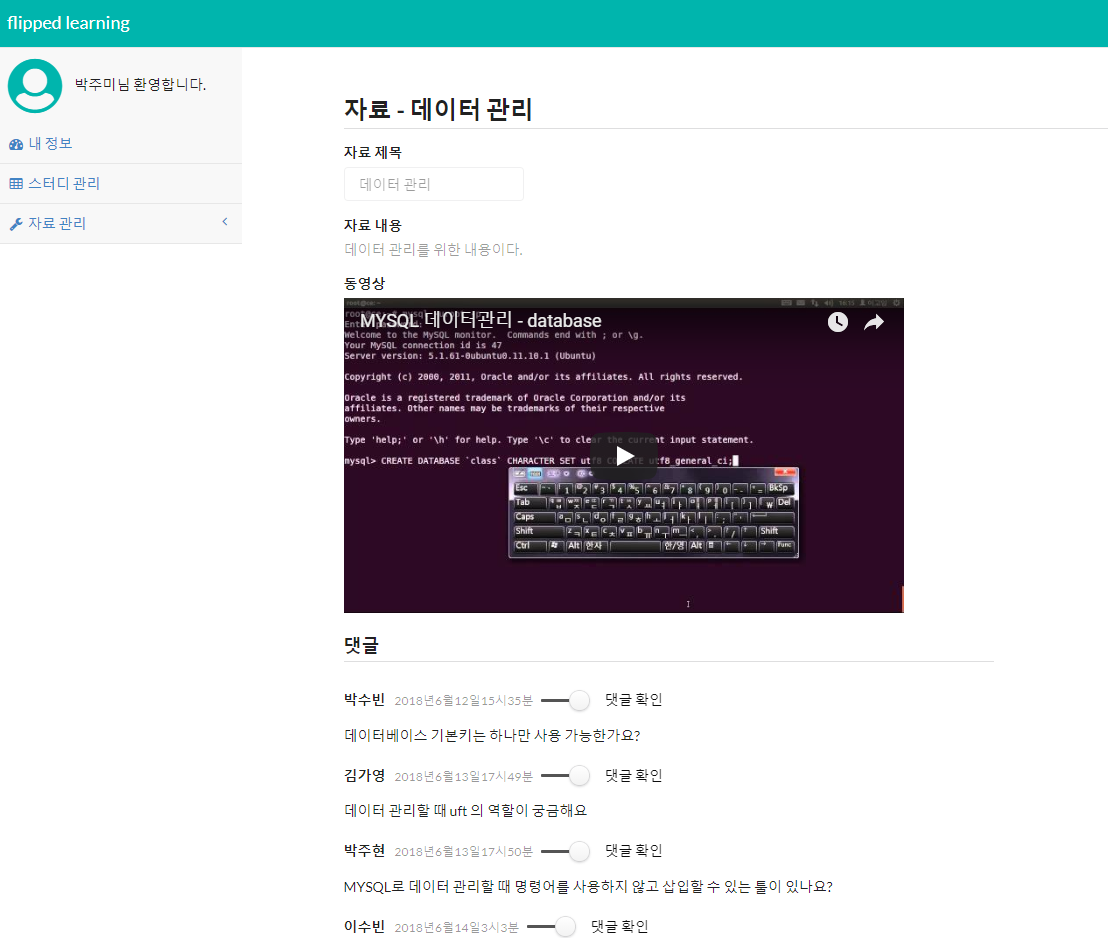 flipped learning
박주미님 환영합니다.
내 정보
스터디 관리
자료 관리
자료 - 데이터 관리
자료 제목
데이터 관리
자료 내용
데이터 관리를 위한 내용이다.
동영상
MYSQL 데이터관리 - database
Welcome to the MySQL monitor. Commands end with ; or \g.
Your MySQL connection id is 47
Server version: 5.1.61-0ubuntu0.11.10.1 (Ubuntu)
Copyright (c) 2000, 2011, Oracle and/or its affiliates. All rights reserved.
Oracle is a registered trademark of Oracle Corporation and/or its
affiliates. Other names may be trademarks of their respective
owners.
Type 'help;' or '\h' for help. Type '\c' to clear the current input statement.
mysql> CREATE DATABASE `class` CHARACTER SET utf8 COLLATE utf8_general_ci;
Esc BkSp
Tab Del
Caps
Shift Shift
Ctrl Alt 한자 한/영 Alt Func
댓글
박수빈 2018년6월12일15시35분 댓글 확인
데이터베이스 기본키는 하나만 사용 가능한가요?
김가영 2018년6월13일17시49분 댓글 확인
데이터 관리할 때 uft 의 역할이 궁금해요
박주현 2018년6월13일17시50분 댓글 확인
MYSQL로 데이터 관리할 때 명령어를 사용하지 않고 삽입할 수 있는 툴이 있나요?
이수빈 2018년6월14일3시3분 댓글 확인